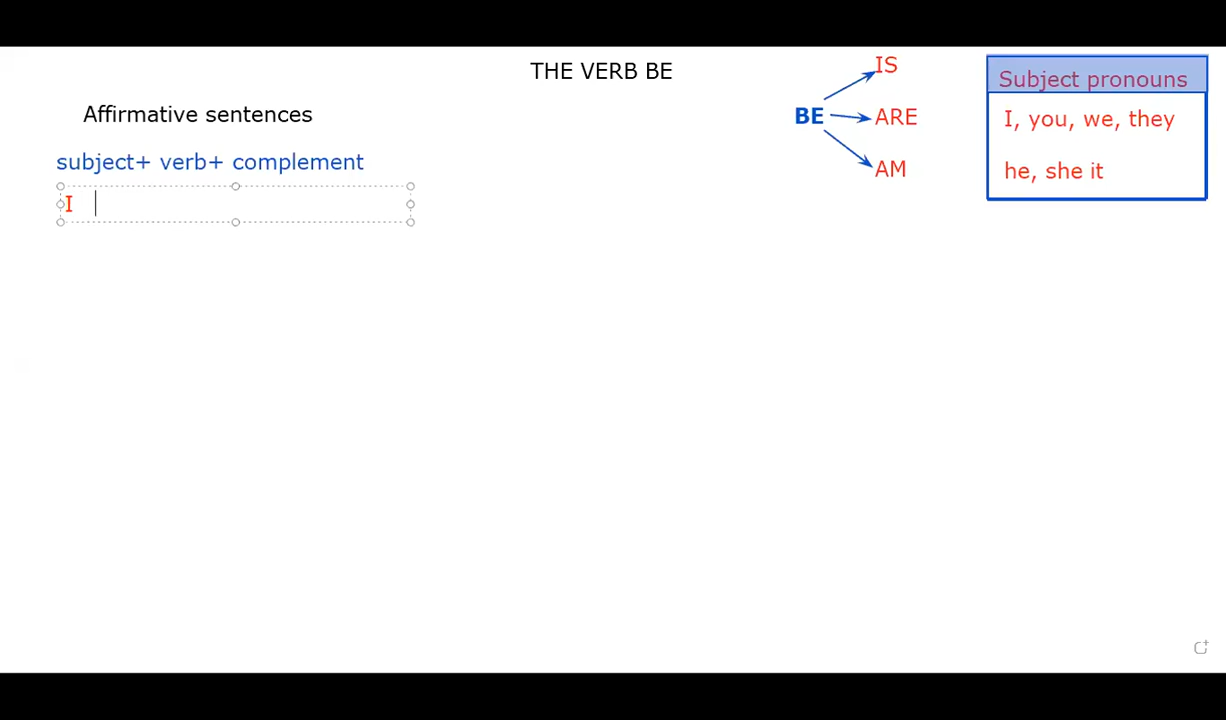 THE VERB BE
Affirmative sentences
subject+ verb+ complement
I
BE
IS
ARE
AM
Subject pronouns
I, you, we, they
he, she it